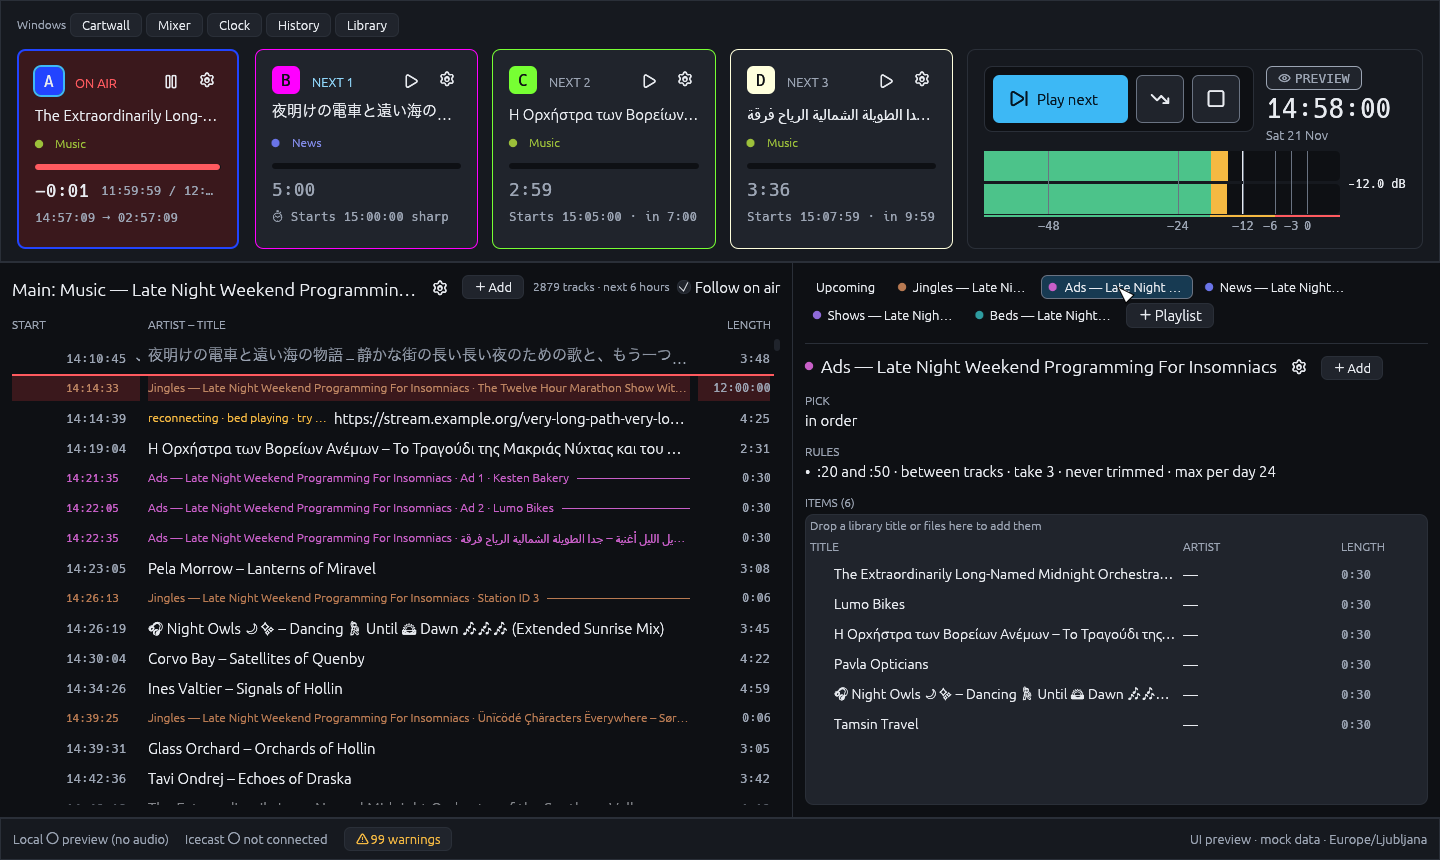 Windows Cartwall Mixer Clock History Library
A ON AIR
The Extraordinarily Long-…
Music
−0:01 11:59:59 / 12:…
14:57:09 → 02:57:09
B NEXT 1
夜明けの電車と遠い海の…
News
5:00
Starts 15:00:00 sharp
C NEXT 2
Η Ορχήστρα των Βορείων…
Music
2:59
Starts 15:05:00 · in 7:00
D NEXT 3
جدا الطويلة الشمالية الرياح فرقة…
Music
3:36
Starts 15:07:59 · in 9:59
Play next
PREVIEW
14:58:00
Sat 21 Nov
-12.0 dB
−48 −24 −12 −6 −3 0
Main: Music — Late Night Weekend Programmin… + Add 2879 tracks · next 6 hours Follow on air
START ARTIST – TITLE LENGTH
14:10:45 夜明けの電車と遠い海の物語 – 静かな街の長い長い夜のための歌と、もう一つ… 3:48
14:14:33 Jingles — Late Night Weekend Programming For Insomniacs · The Twelve Hour Marathon Show Wit… 12:00:00
14:14:39 reconnecting · bed playing · try … https://stream.example.org/very-long-path-very-lo… 4:25
14:19:04 Η Ορχήστρα των Βορείων Ανέμων – Το Τραγούδι της Μακριάς Νύχτας και του … 2:31
14:21:35 Ads — Late Night Weekend Programming For Insomniacs · Ad 1 · Kesten Bakery 0:30
14:22:05 Ads — Late Night Weekend Programming For Insomniacs · Ad 2 · Lumo Bikes 0:30
14:22:35 Ads — Late Night Weekend Programming For Insomniacs · فرقة الرياح الشمالية الطويلة جدا – أغنية الليل… 0:30
14:23:05 Pela Morrow – Lanterns of Miravel 3:08
14:26:13 Jingles — Late Night Weekend Programming For Insomniacs · Station ID 3 0:06
14:26:19 🎧 Night Owls 🌙✨ – Dancing 💃 Until 🌅 Dawn 🎶🎶🎶 (Extended Sunrise Mix) 3:45
14:30:04 Corvo Bay – Satellites of Quenby 4:22
14:34:26 Ines Valtier – Signals of Hollin 4:59
14:39:25 Jingles — Late Night Weekend Programming For Insomniacs · Ünïcödé Çhäracters Ëverywhere – Sør… 0:06
14:39:31 Glass Orchard – Orchards of Hollin 3:05
14:42:36 Tavi Ondrej – Echoes of Draska 3:42
Upcoming Jingles — Late Ni… Ads — Late Night … News — Late Night…
Shows — Late Nigh… Beds — Late Night… + Playlist
Ads — Late Night Weekend Programming For Insomniacs + Add
PICK
in order
RULES
• :20 and :50 · between tracks · take 3 · never trimmed · max per day 24
ITEMS (6)
Drop a library title or files here to add them
TITLE ARTIST LENGTH
The Extraordinarily Long-Named Midnight Orchestra… — 0:30
Lumo Bikes — 0:30
Η Ορχήστρα των Βορείων Ανέμων – Το Τραγούδι της… — 0:30
Pavla Opticians — 0:30
🎧 Night Owls 🌙✨ – Dancing 💃 Until 🌅 Dawn 🎶🎶… — 0:30
Tamsin Travel — 0:30
Local preview (no audio) Icecast not connected 99 warnings UI preview · mock data · Europe/Ljubljana